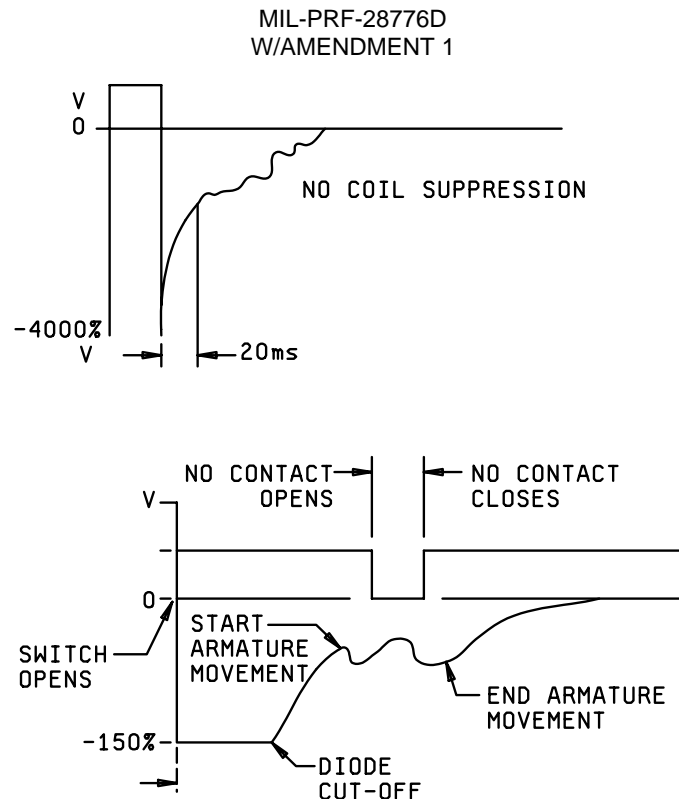 MIL-PRF-28776D
W/AMENDMENT 1
V
0
NO COIL SUPPRESSION
-4000%
V
20ms
NO CONTACT
OPENS
NO CONTACT
CLOSES
V
0
START
ARMATURE
MOVEMENT
SWITCH
OPENS
END ARMATURE
MOVEMENT
-150%
DIODE
CUT-OFF